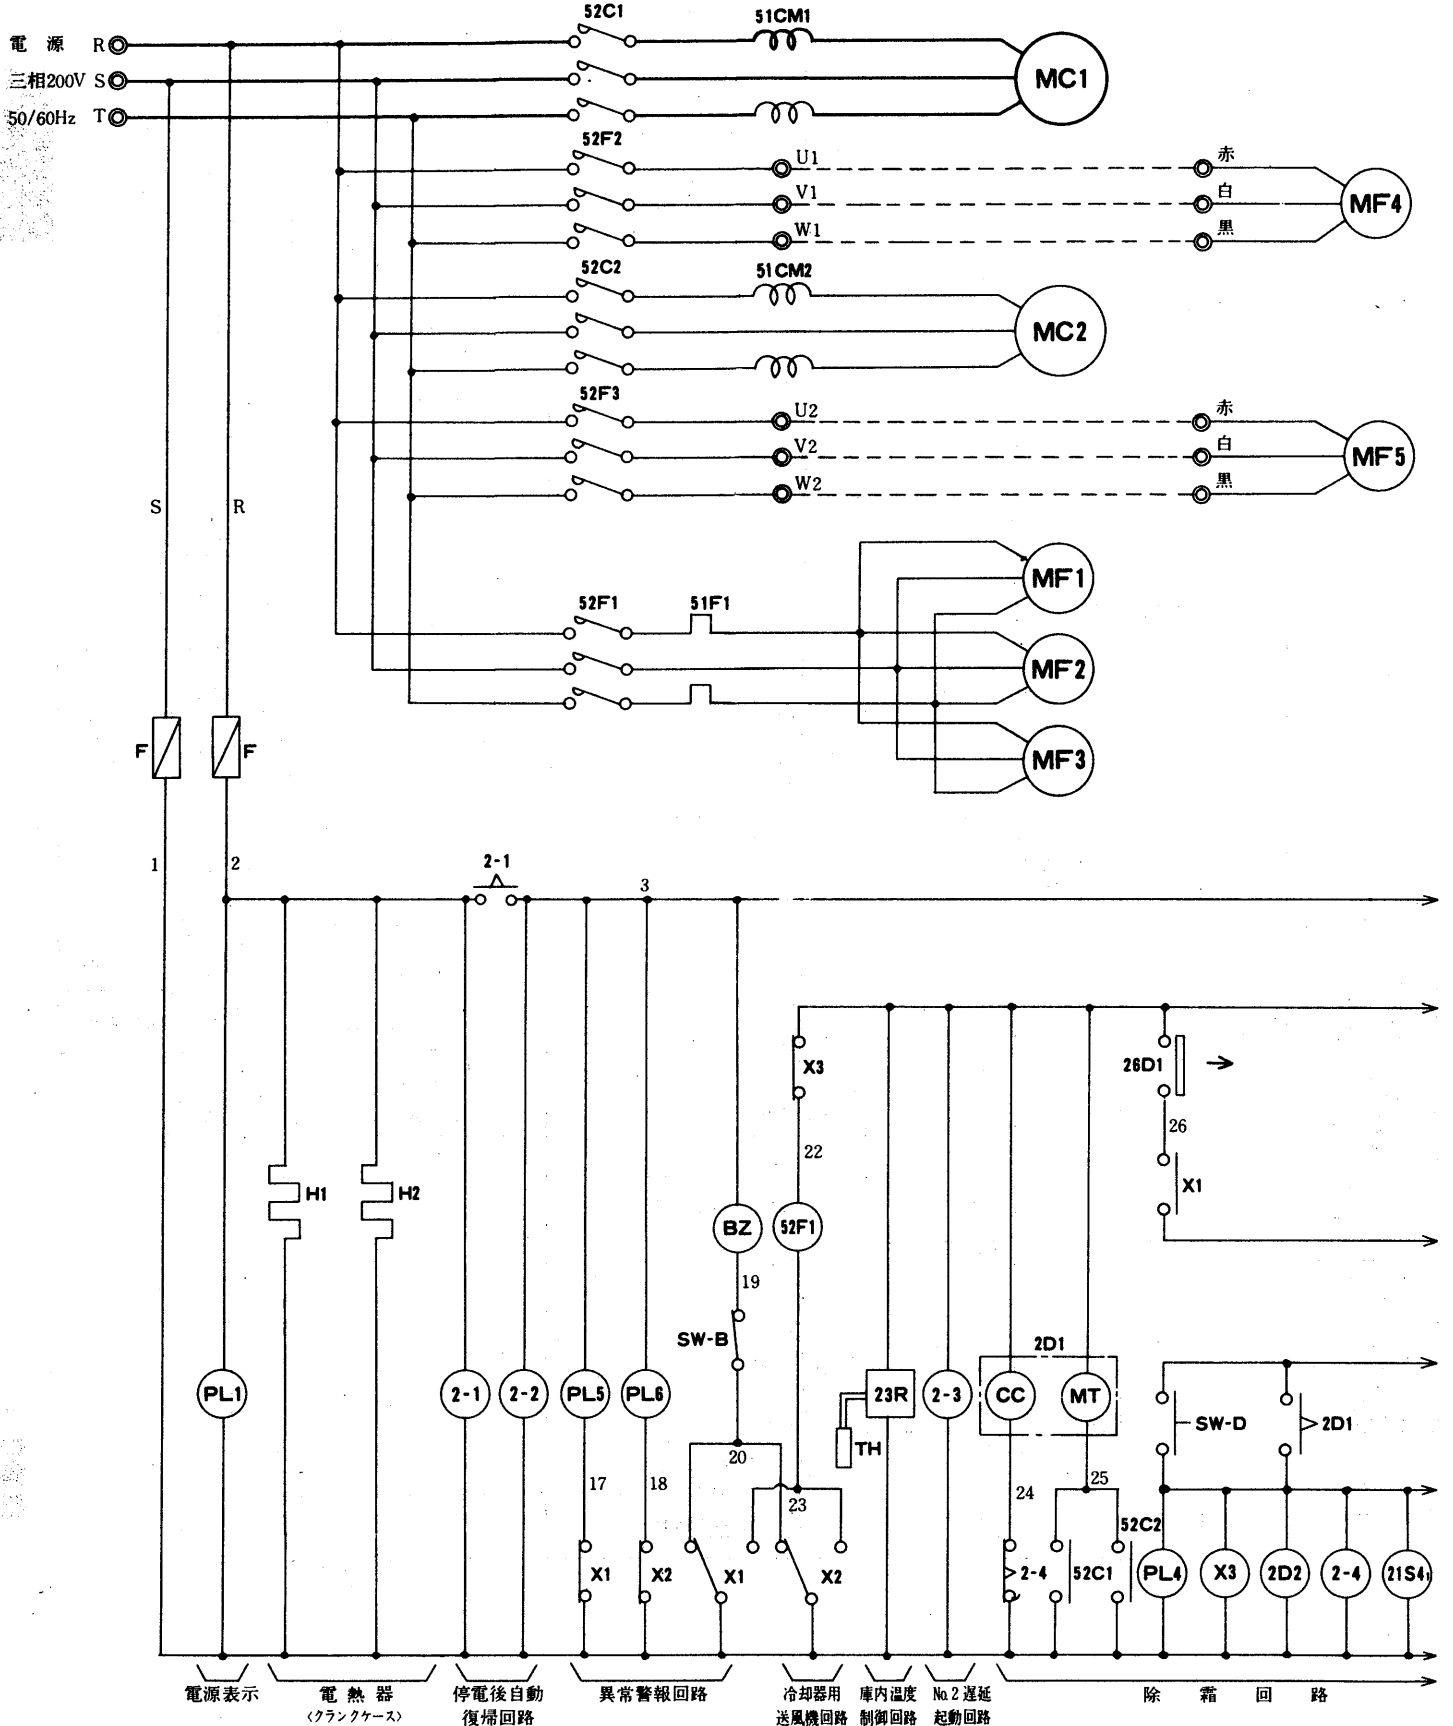 52C1
51CM1
電源 R
三相200V S
50/60Hz T
MC1
52F2
U1
赤
V1
白
MF4
W1
黒
52C2
51CM2
MC2
52F3
U2
赤
V2
白
MF5
W2
黒
S
R
MF1
52F1
51F1
MF2
F
F
MF3
1
2
2-1
3
X3
26D1
22
26
H1
H2
X1
BZ
52F1
19
SW-B
2D1
PL1
2-1
2-2
PL5
PL6
23R
2-3
CC
MT
TH
SW-D
2D1
20
17
18
23
24
25
52C2
X1
X2
X1
X2
2-4
52C1
PL4
X3
2D2
2-4
21S4₁
電源表示
電熱器
〈クランクケース〉
停電後自動
復帰回路
異常警報回路
冷却器用
送風機回路
庫内温度
制御回路
No.2遅延
起動回路
除霜回路